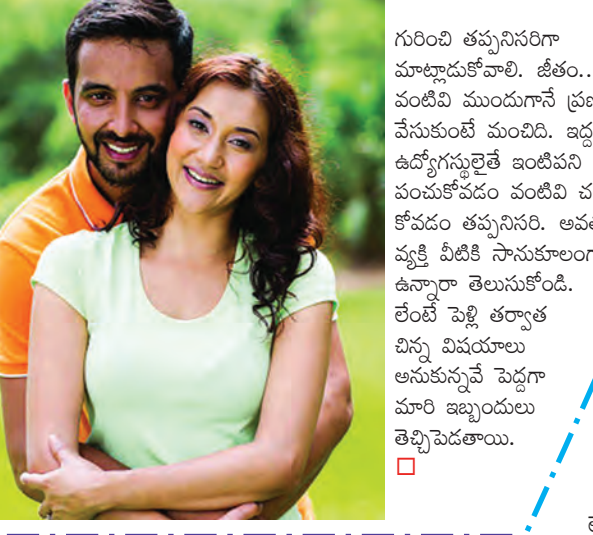 గురించి తప్పనిసరిగా
మాట్లాడుకోవాలి. జీతం..
వంటివి ముందుగానే
వేసుకుంటే మంచిది.
ఉద్యోగస్థులైతే ఇంటిపని
పంచుకోవడం వంటివి
కోవడం తప్పనిసరి.
వ్యక్తి వీటికి
ఉన్నారా తెలుసుకోండి.
లేంటే పెళ్లి తర్వాత
చిన్న విషయాలు
అనుకున్నవే పెద్దగా
మారి ఇబ్బందులు
తెచ్చిపెడతాయి.